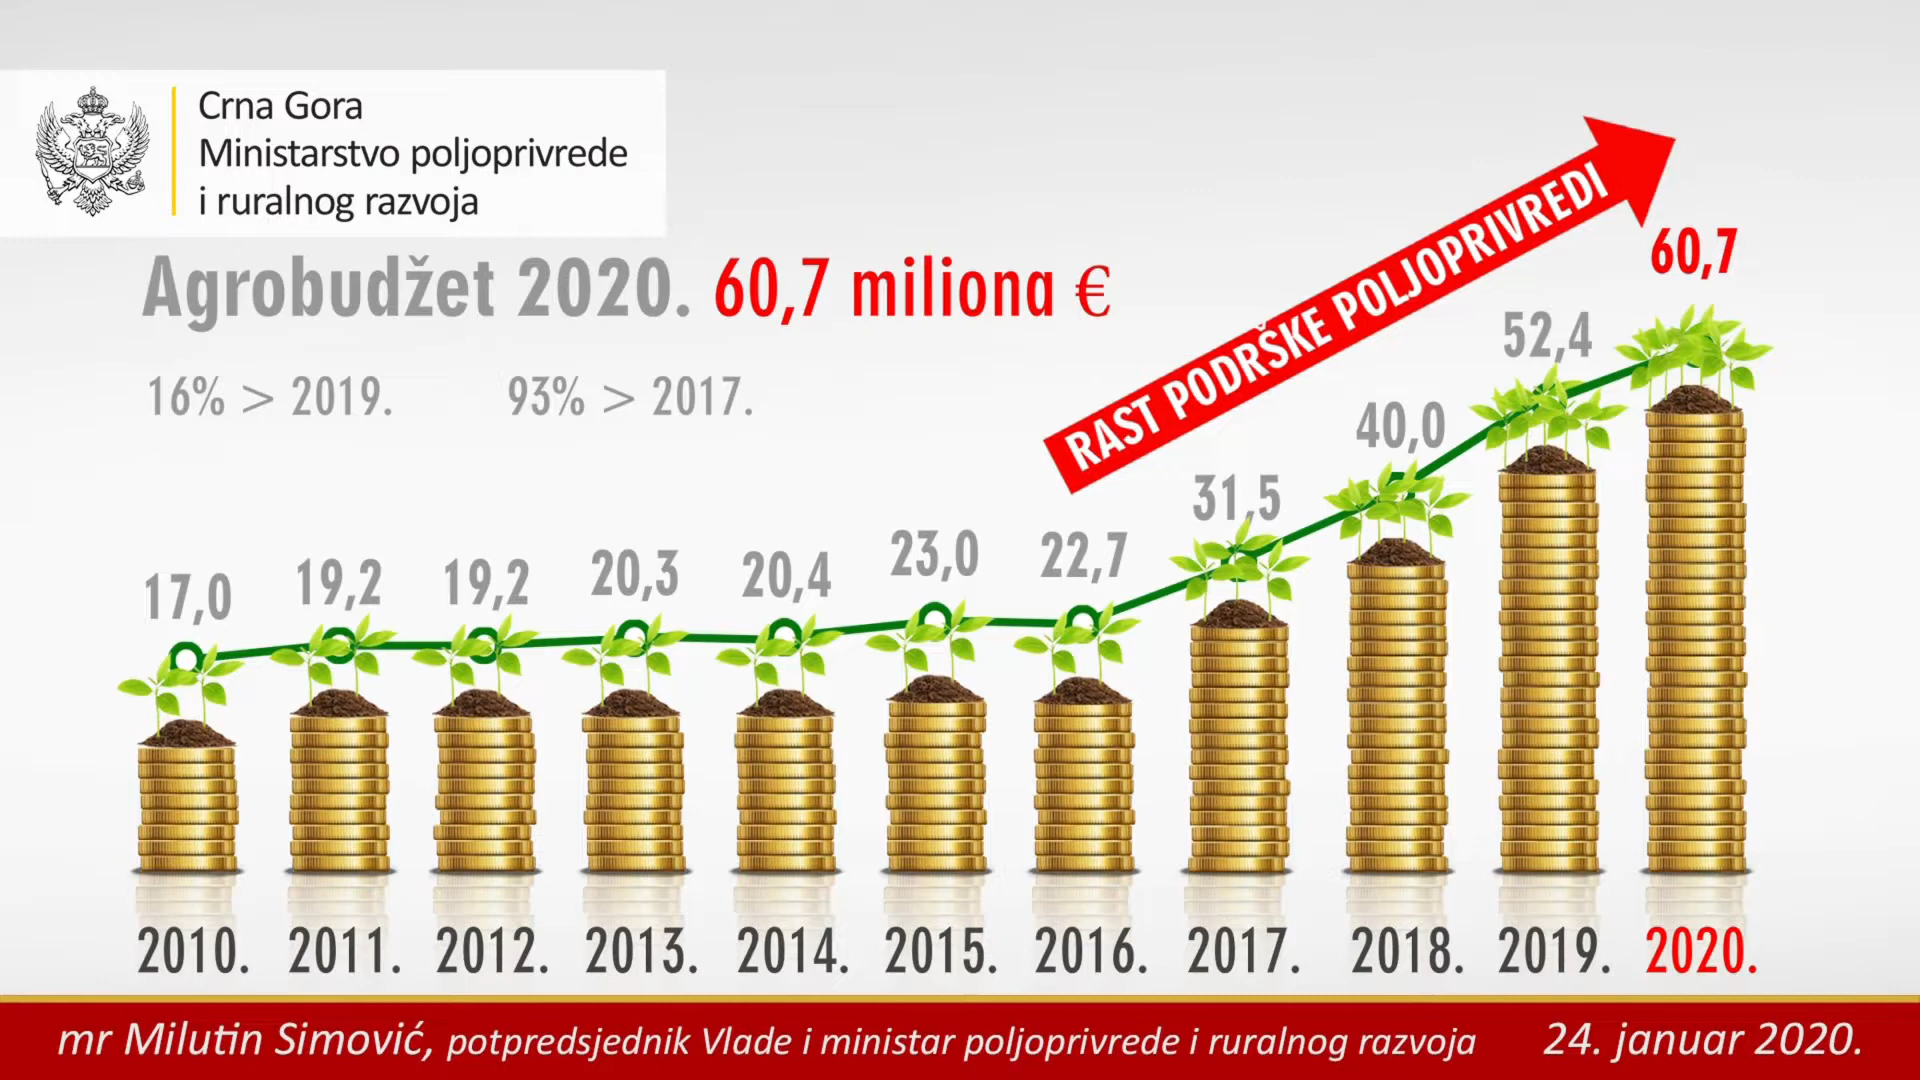 Crna Gora
Ministarstvo poljoprivrede
i ruralnog razvoja
Agrobudžet 2020. 60,7 miliona €
16% > 2019. 93% > 2017.
RAST PODRŠKE POLJOPRIVREDI
17,0 19,2 19,2 20,3 20,4 23,0 22,7 31,5 40,0 52,4 60,7
2010. 2011. 2012. 2013. 2014. 2015. 2016. 2017. 2018. 2019. 2020.
mr Milutin Simović, potpredsjednik Vlade i ministar poljoprivrede i ruralnog razvoja 24. januar 2020.